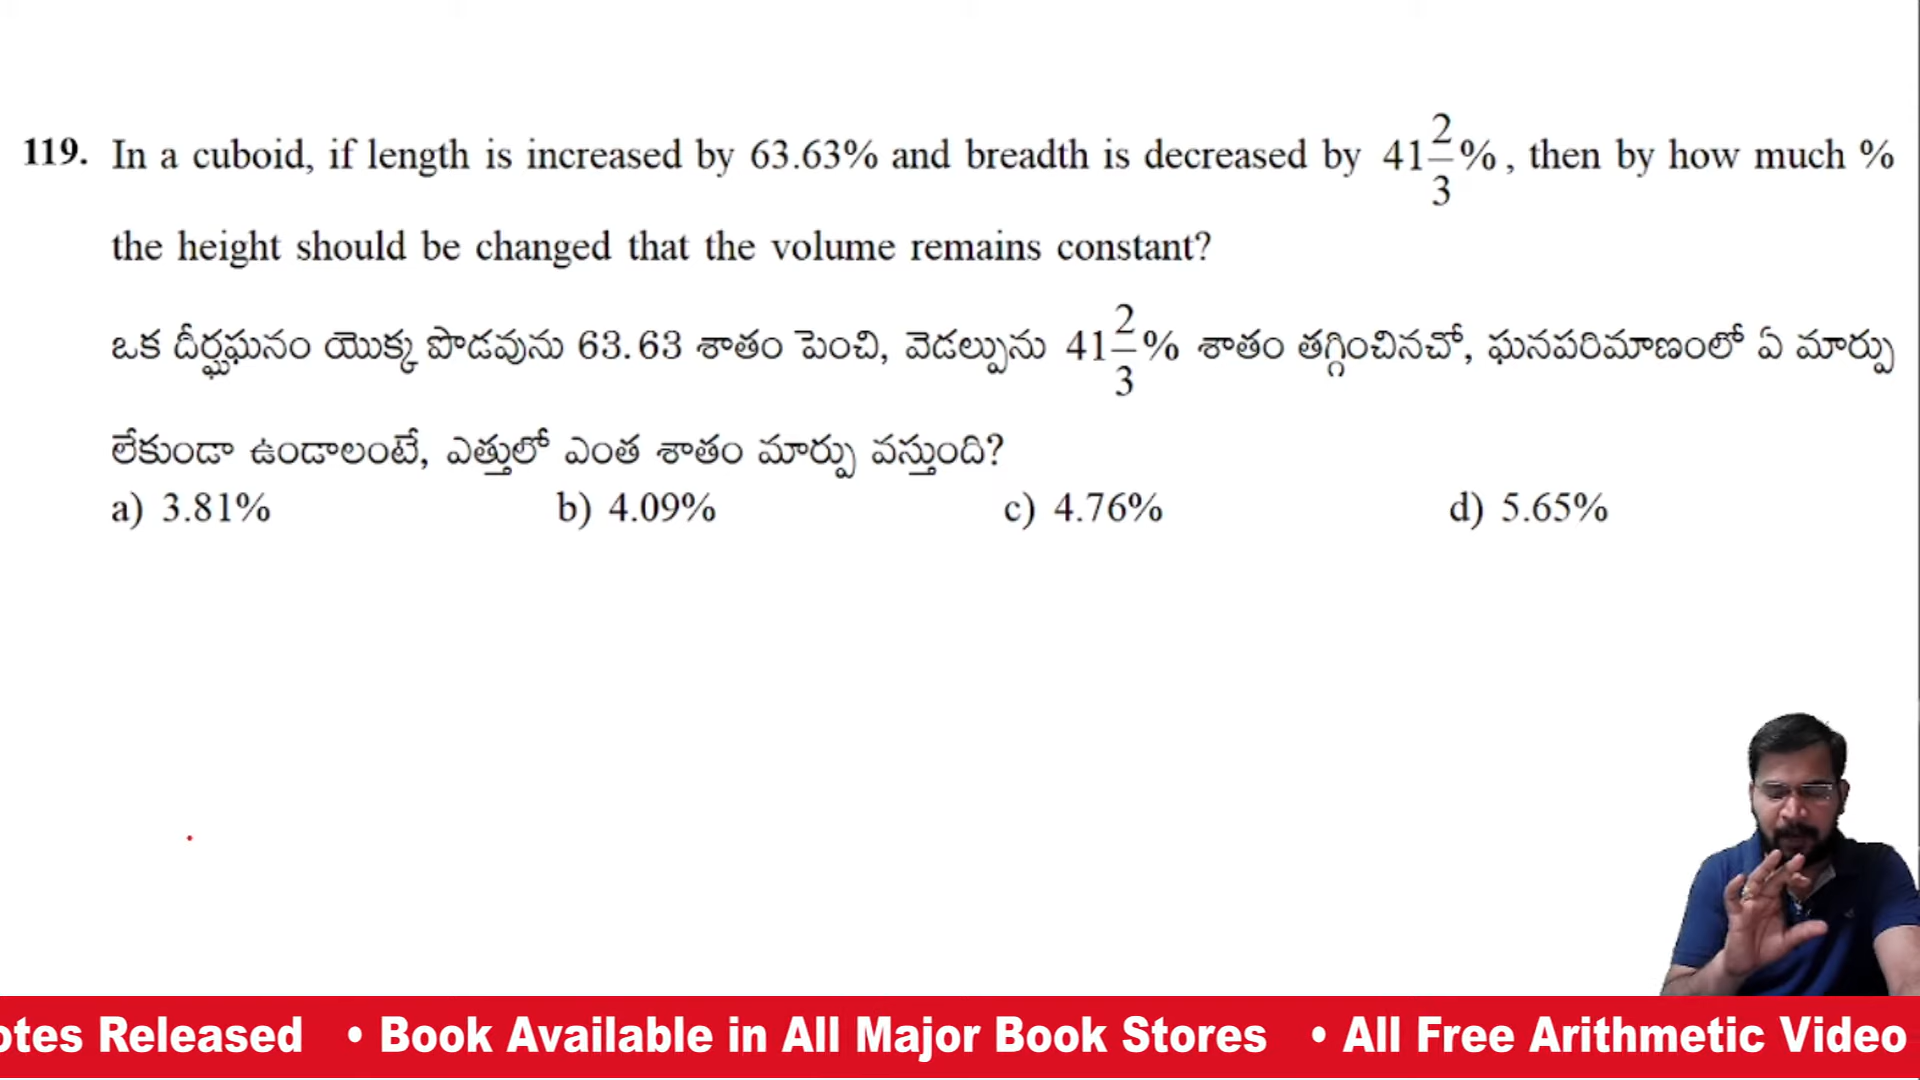 119. In a cuboid, if length is increased by 63.63% and breadth is decreased by 41 2/3 %, then by how much %
the height should be changed that the volume remains constant?
ఒక దీర్ఘఘనం యొక్క పొడవును 63.63 శాతం పెంచి, వెడల్పును 41 2/3 % శాతం తగ్గించినచో, ఘనపరిమాణంలో ఏ మార్పు
లేకుండా ఉండాలంటే, ఎత్తులో ఎంత శాతం మార్పు వస్తుంది?
a) 3.81% b) 4.09% c) 4.76% d) 5.65%
otes Released • Book Available in All Major Book Stores • All Free Arithmetic Video